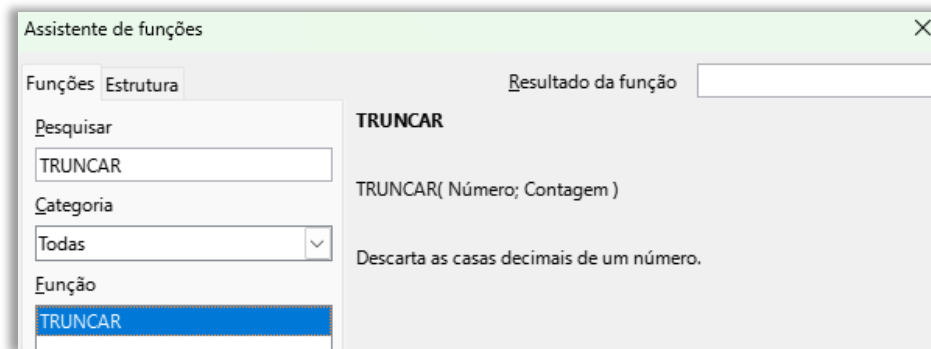 Assistente de funções
Funções Estrutura
Resultado da função
Pesquisar
TRUNCAR
TRUNCAR
TRUNCAR( Número; Contagem )
Categoria
Todas
Descarta as casas decimais de um número.
Função
TRUNCAR